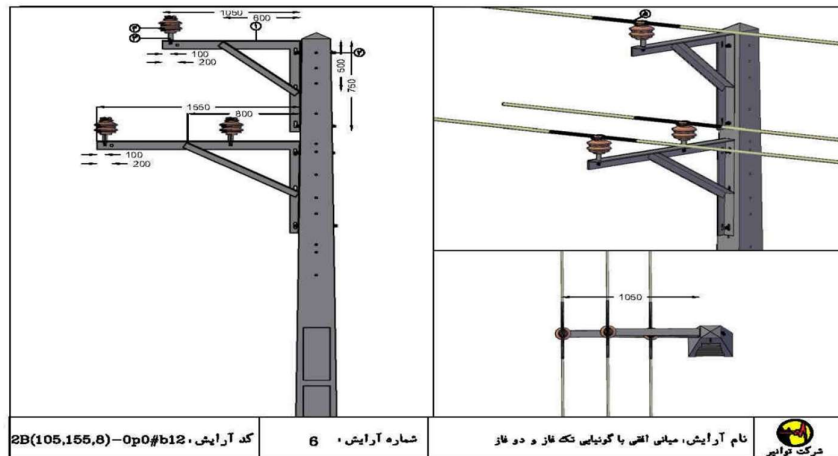 1050
600
100
200
500
750
1550
800
100
200
1050
نام آرایش: میانی افقی با گونیایی تک فاز و دو فاز
شماره آرایش: 6
کد آرایش: 2B(105,155,8)-0p0#b12
شرکت توانیر